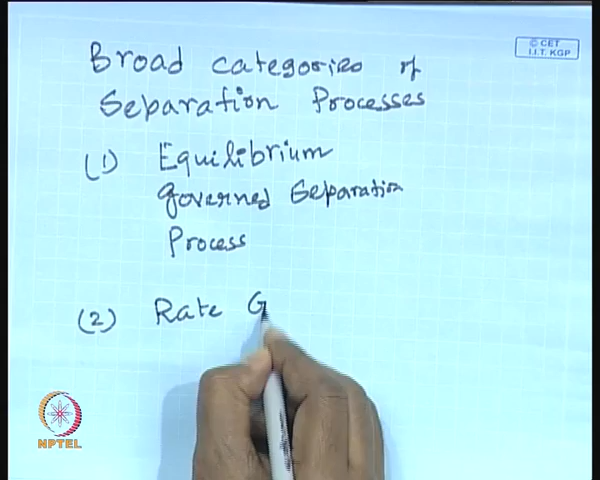 Broad categories of
Separation Processes
(1) Equilibrium
governed Separation
Process
(2) Rate G
© CET
I.I.T. KGP
NPTEL